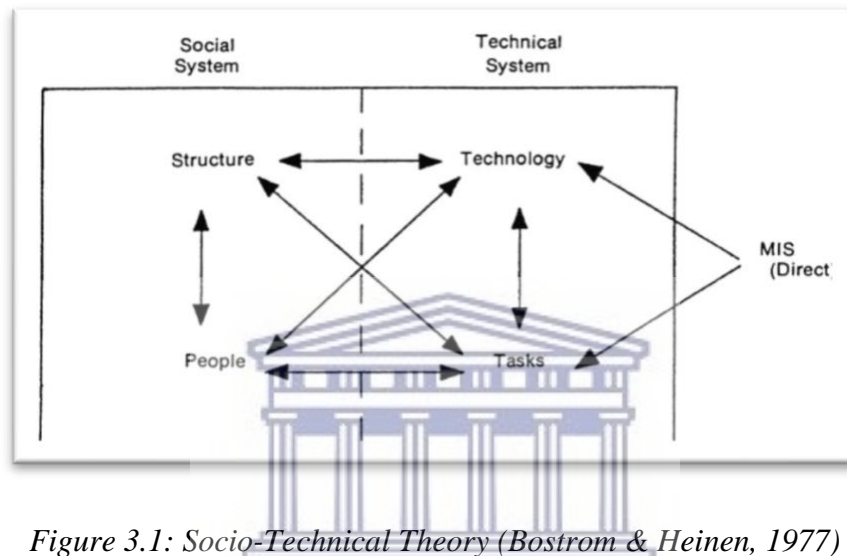 Social
System
Technical
System
Structure
Technology
MIS
(Direct
People
Tasks
Figure 3.1: Socio-Technical Theory (Bostrom & Heinen, 1977)